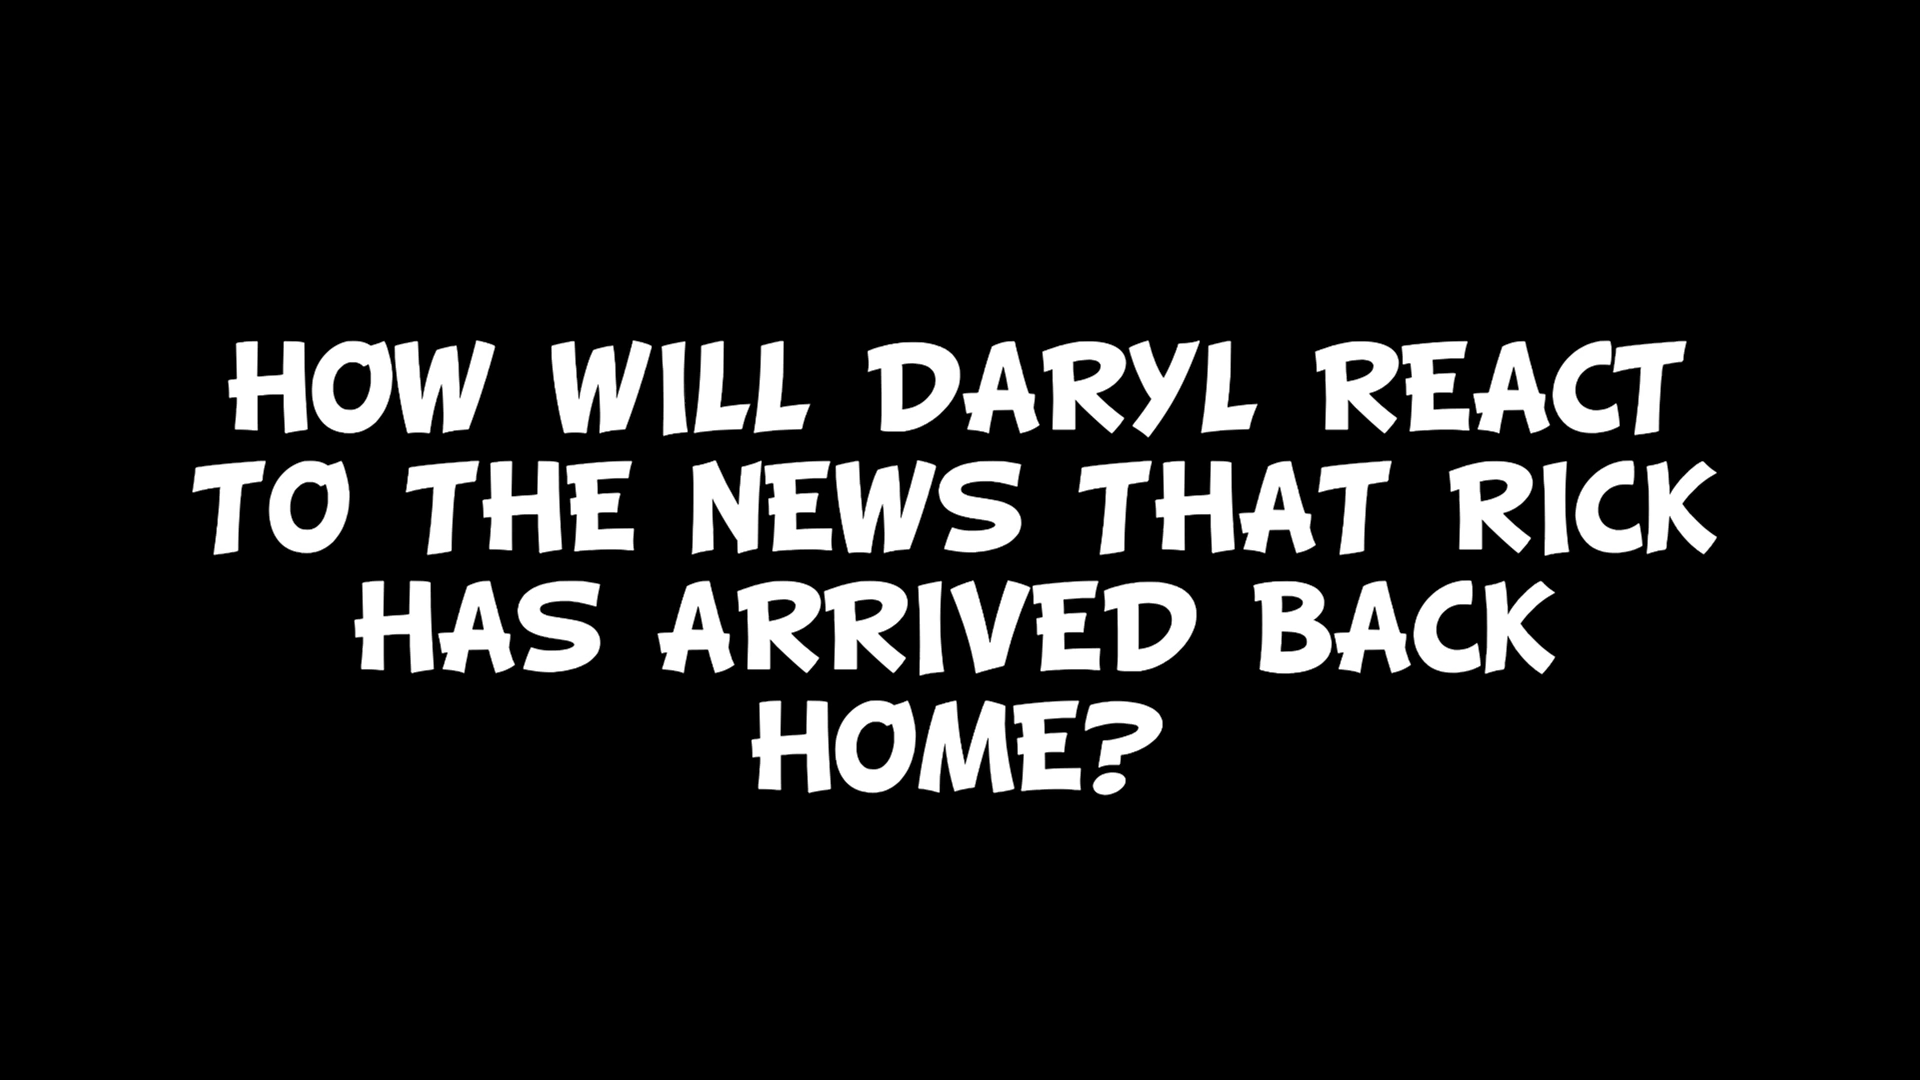 HOW WILL DARYL REACT
TO THE NEWS THAT RICK
HAS ARRIVED BACK
HOME?